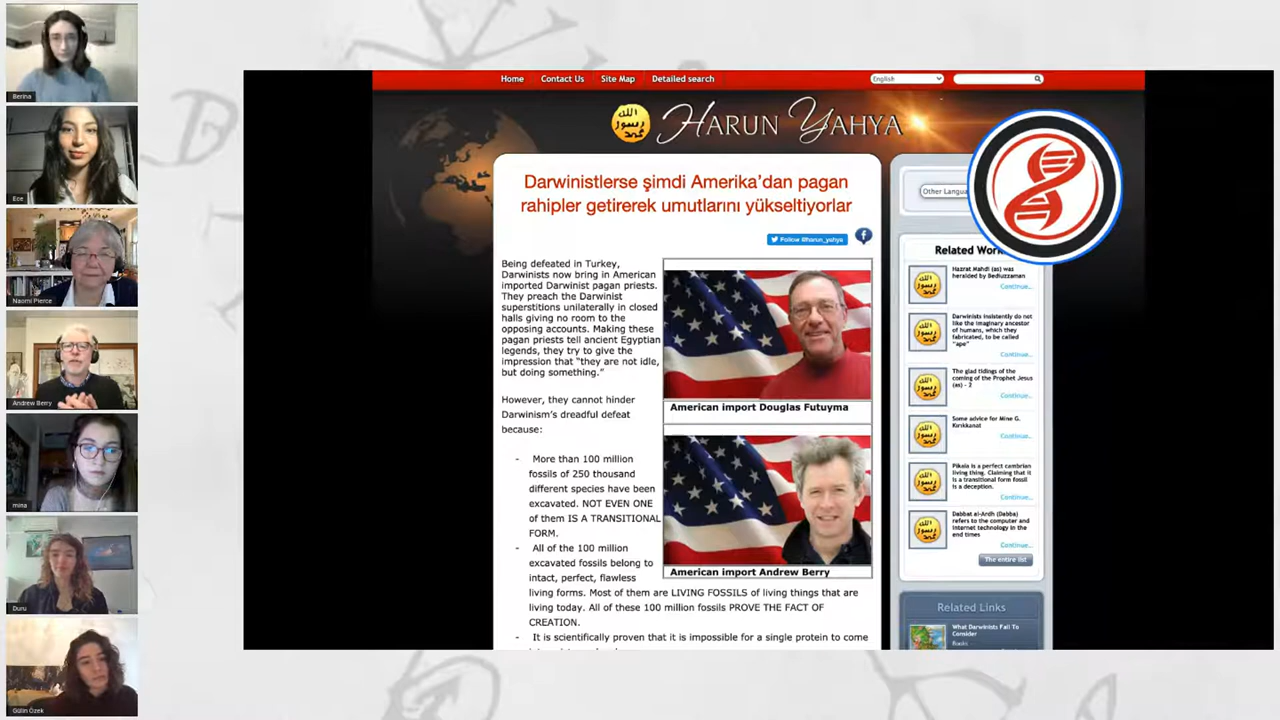 Berina
Ece
Naomi Pierce
Andrew Berry
mina
Duru
Gülin Özek
Home
Contact Us
Site Map
Detailed search
English
HARUN YAHYA
Darwinistlerse şimdi Amerika'dan pagan
rahipler getirerek umutlarını yükseltiyorlar
Follow @harun_yahya
Being defeated in Turkey,
Darwinists now bring in American
imported Darwinist pagan priests.
They preach the Darwinist
superstitions unilaterally in closed
halls giving no room to the
opposing accounts. Making these
pagan priests tell ancient Egyptian
legends, they try to give the
impression that "they are not idle,
but doing something."
However, they cannot hinder
Darwinism's dreadful defeat
because:
- More than 100 million
fossils of 250 thousand
different species have been
excavated. NOT EVEN ONE
of them IS A TRANSITIONAL
FORM.
- All of the 100 million
excavated fossils belong to
intact, perfect, flawless
living forms. Most of them are LIVING FOSSILS of living things that are
living today. All of these 100 million fossils PROVE THE FACT OF
CREATION.
- It is scientifically proven that it is impossible for a single protein to come
American import Douglas Futuyma
American import Andrew Berry
Other
Related
Hazrat Mahdi (as) was
heralded by Bediuzzaman
Continue...
Darwinists insistently do not
like the imaginary ancestor
of humans, which they
fabricated, to be called
"ape"
Continue...
The glad tidings of the
coming of the Prophet Jesus
(as) - 2
Continue...
Some advice for Mine G.
Kırıkkanat
Continue...
Pikaia is a perfect cambrian
living thing. Claiming that it
is a transitional form fossil
is a deception.
Continue...
Dabbat al-Ardh (Dabba)
refers to the computer and
internet technology in the
end times
Continue...
The entire list
Related Links
What Darwinists Fail To
Consider
Books